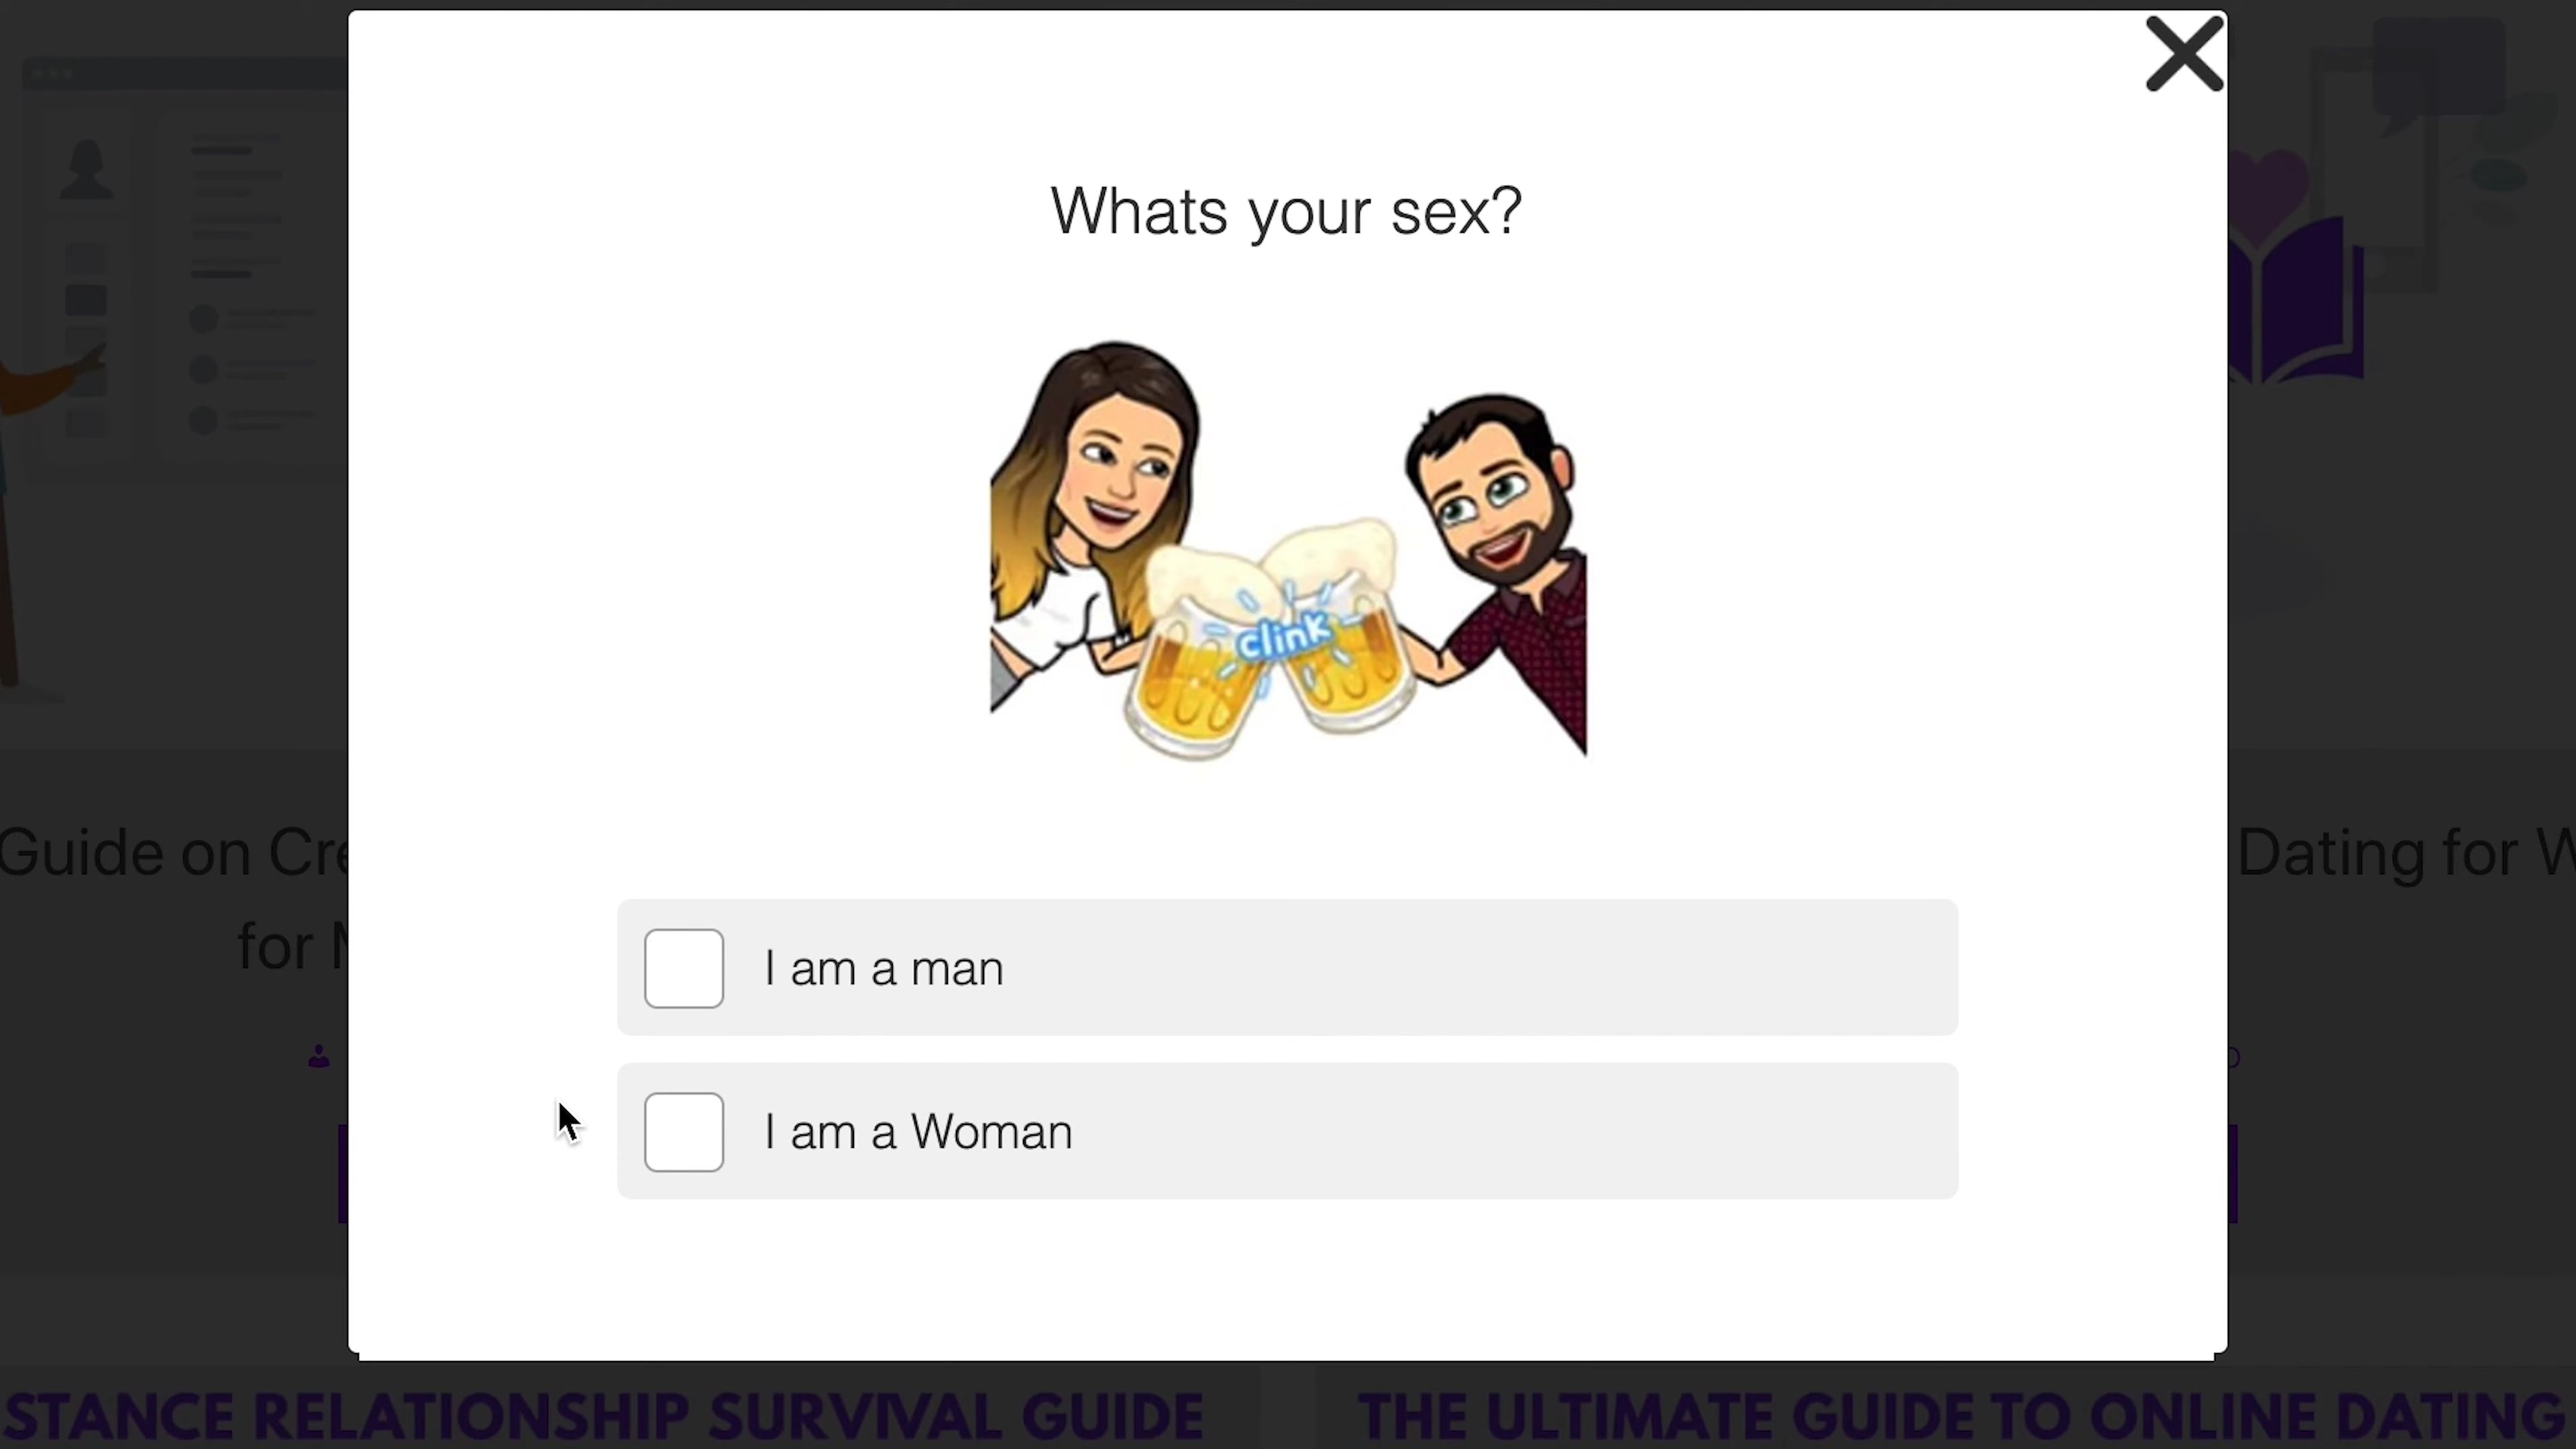 Whats your sex?
clink
Guide on Cre
for M
Dating for W
I am a man
I am a Woman
STANCE RELATIONSHIP SURVIVAL GUIDE
THE ULTIMATE GUIDE TO ONLINE DATING